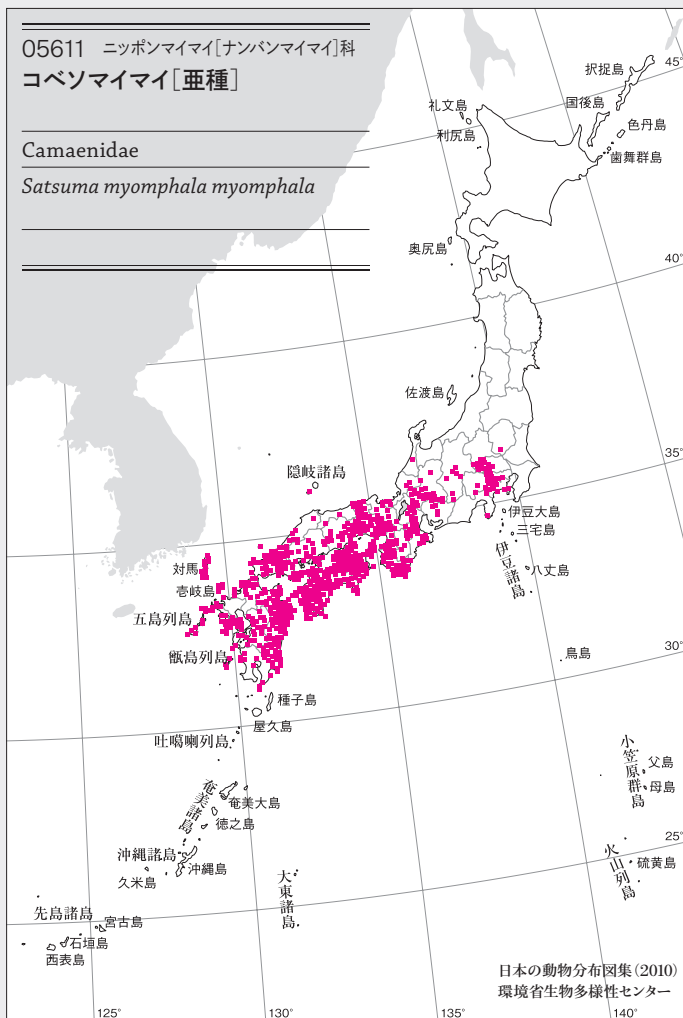 05611 ニッポンマイマイ[ナンバンマイマイ]科
コベソマイマイ[亜種]
Camaenidae
Satsuma myomphala myomphala
択捉島
45°
国後島
礼文島
色丹島
利尻島
歯舞群島
奥尻島
40°
佐渡島
35°
隠岐諸島
伊豆大島
三宅島
伊豆諸島
八丈島
対馬
壱岐島
五島列島
甑島列島
鳥島
30°
種子島
屋久島
吐噶喇列島
小笠原群島
父島
母島
奄美諸島
奄美大島
徳之島
25°
沖縄諸島
沖縄島
久米島
大東諸島
火山列島
硫黄島
先島諸島
宮古島
石垣島
西表島
日本の動物分布図集(2010)
環境省生物多様性センター
125°
130°
135°
140°